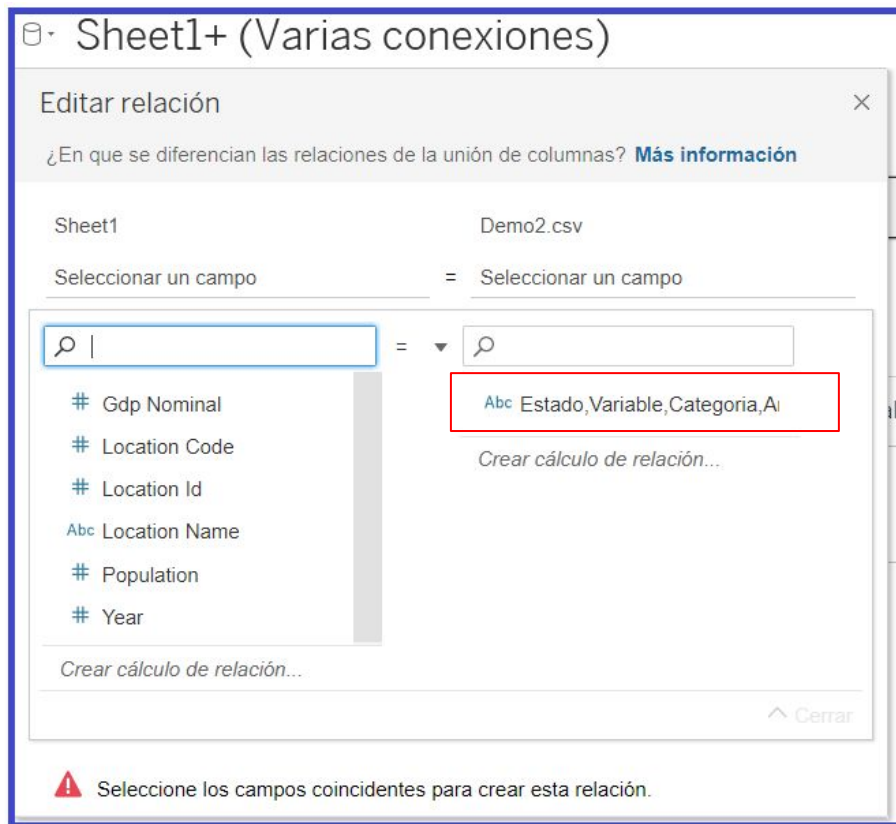 Sheet1+ (Varias conexiones)
Editar relación
¿En que se diferencian las relaciones de la unión de columnas? Más información
Sheet1 Demo2.csv
Seleccionar un campo = Seleccionar un campo
=
# Gdp Nominal
Abc Estado,Variable,Categoria,A
# Location Code
Crear cálculo de relación...
# Location Id
Abc Location Name
# Population
# Year
Crear cálculo de relación...
Cerrar
Seleccione los campos coincidentes para crear esta relación.